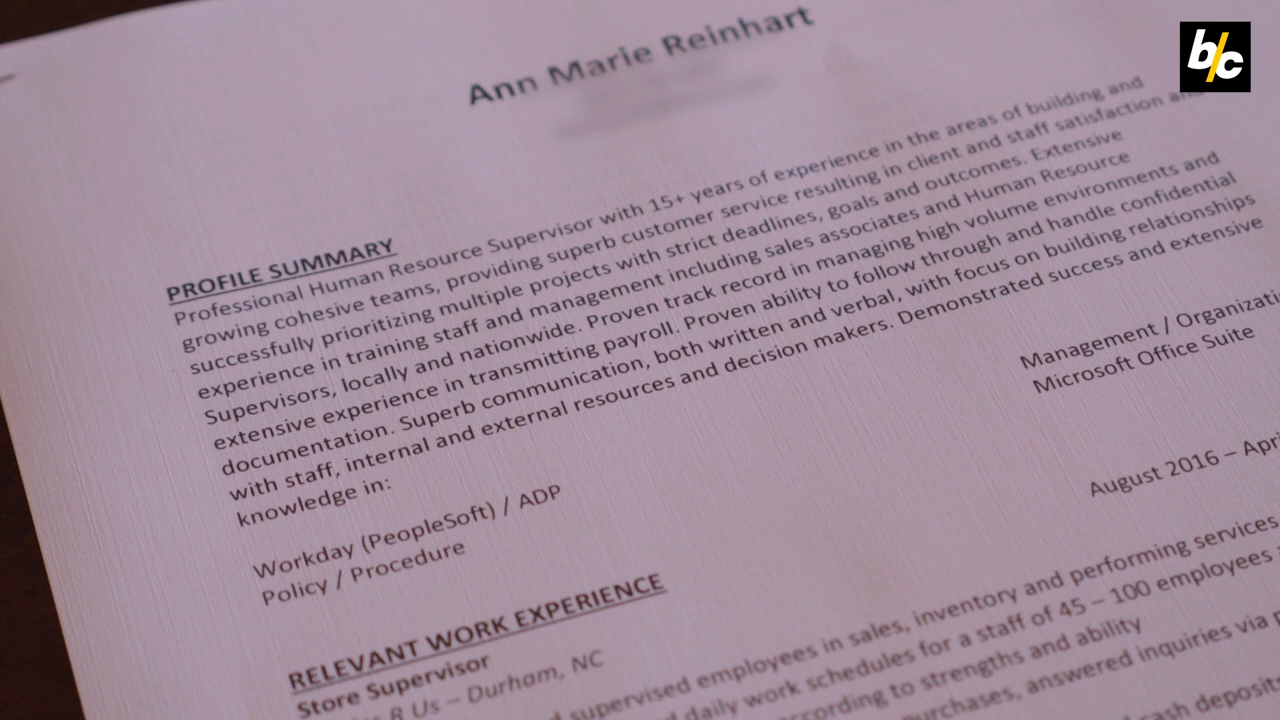 b/c
Ann Marie Reinhart
PROFILE SUMMARY
Professional Human Resource Supervisor with 15+ years of experience in the areas of building and
growing cohesive teams, providing superb customer service resulting in client and staff satisfaction and
successfully prioritizing multiple projects with strict deadlines, goals and outcomes. Extensive
experience in training staff and management including sales associates and Human Resource
Supervisors, locally and nationwide. Proven track record in managing high volume environments and
extensive experience in transmitting payroll. Proven ability to follow through and handle confidential
documentation. Superb communication, both written and verbal, with focus on building relationships
with staff, internal and external resources and decision makers. Demonstrated success and extensive
knowledge in:
Management / Organizati
Workday (PeopleSoft) / ADP
Microsoft Office Suite
Policy / Procedure
RELEVANT WORK EXPERIENCE
August 2016 – Apri
Store Supervisor
R Us – Durham, NC
supervised employees in sales, inventory and performing services
daily work schedules for a staff of 45 – 100 employees
according to strengths and ability
purchases, answered inquiries via
cash deposits